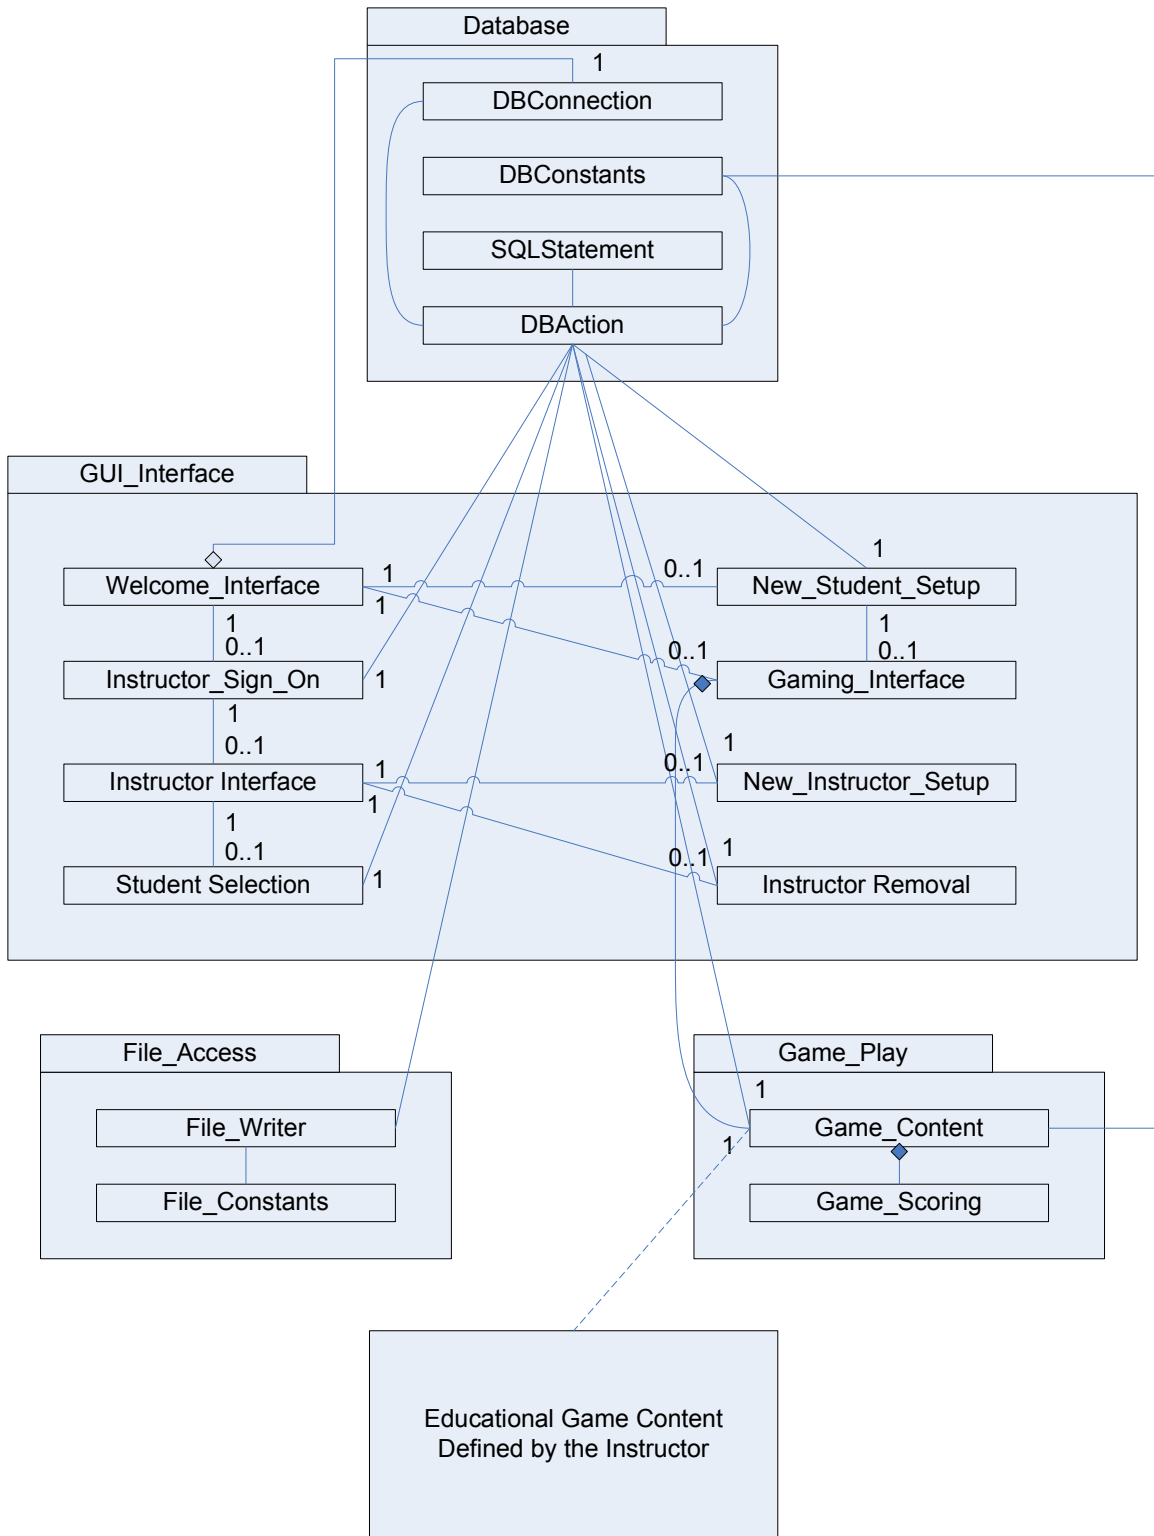 Database
1
DBConnection
DBConstants
SQLStatement
DBAction
GUI_Interface
1
Welcome_Interface
1
0..1
New_Student_Setup
1
1
0..1
1
0..1
1
0..1
Instructor_Sign_On
1
Gaming_Interface
1
0..1
1
Instructor Interface
1
0..1
New_Instructor_Setup
1
1
0..1
1
0..1
Student Selection
1
Instructor Removal
File_Access
File_Writer
File_Constants
Game_Play
1
Game_Content
1
Game_Scoring
Educational Game Content
Defined by the Instructor